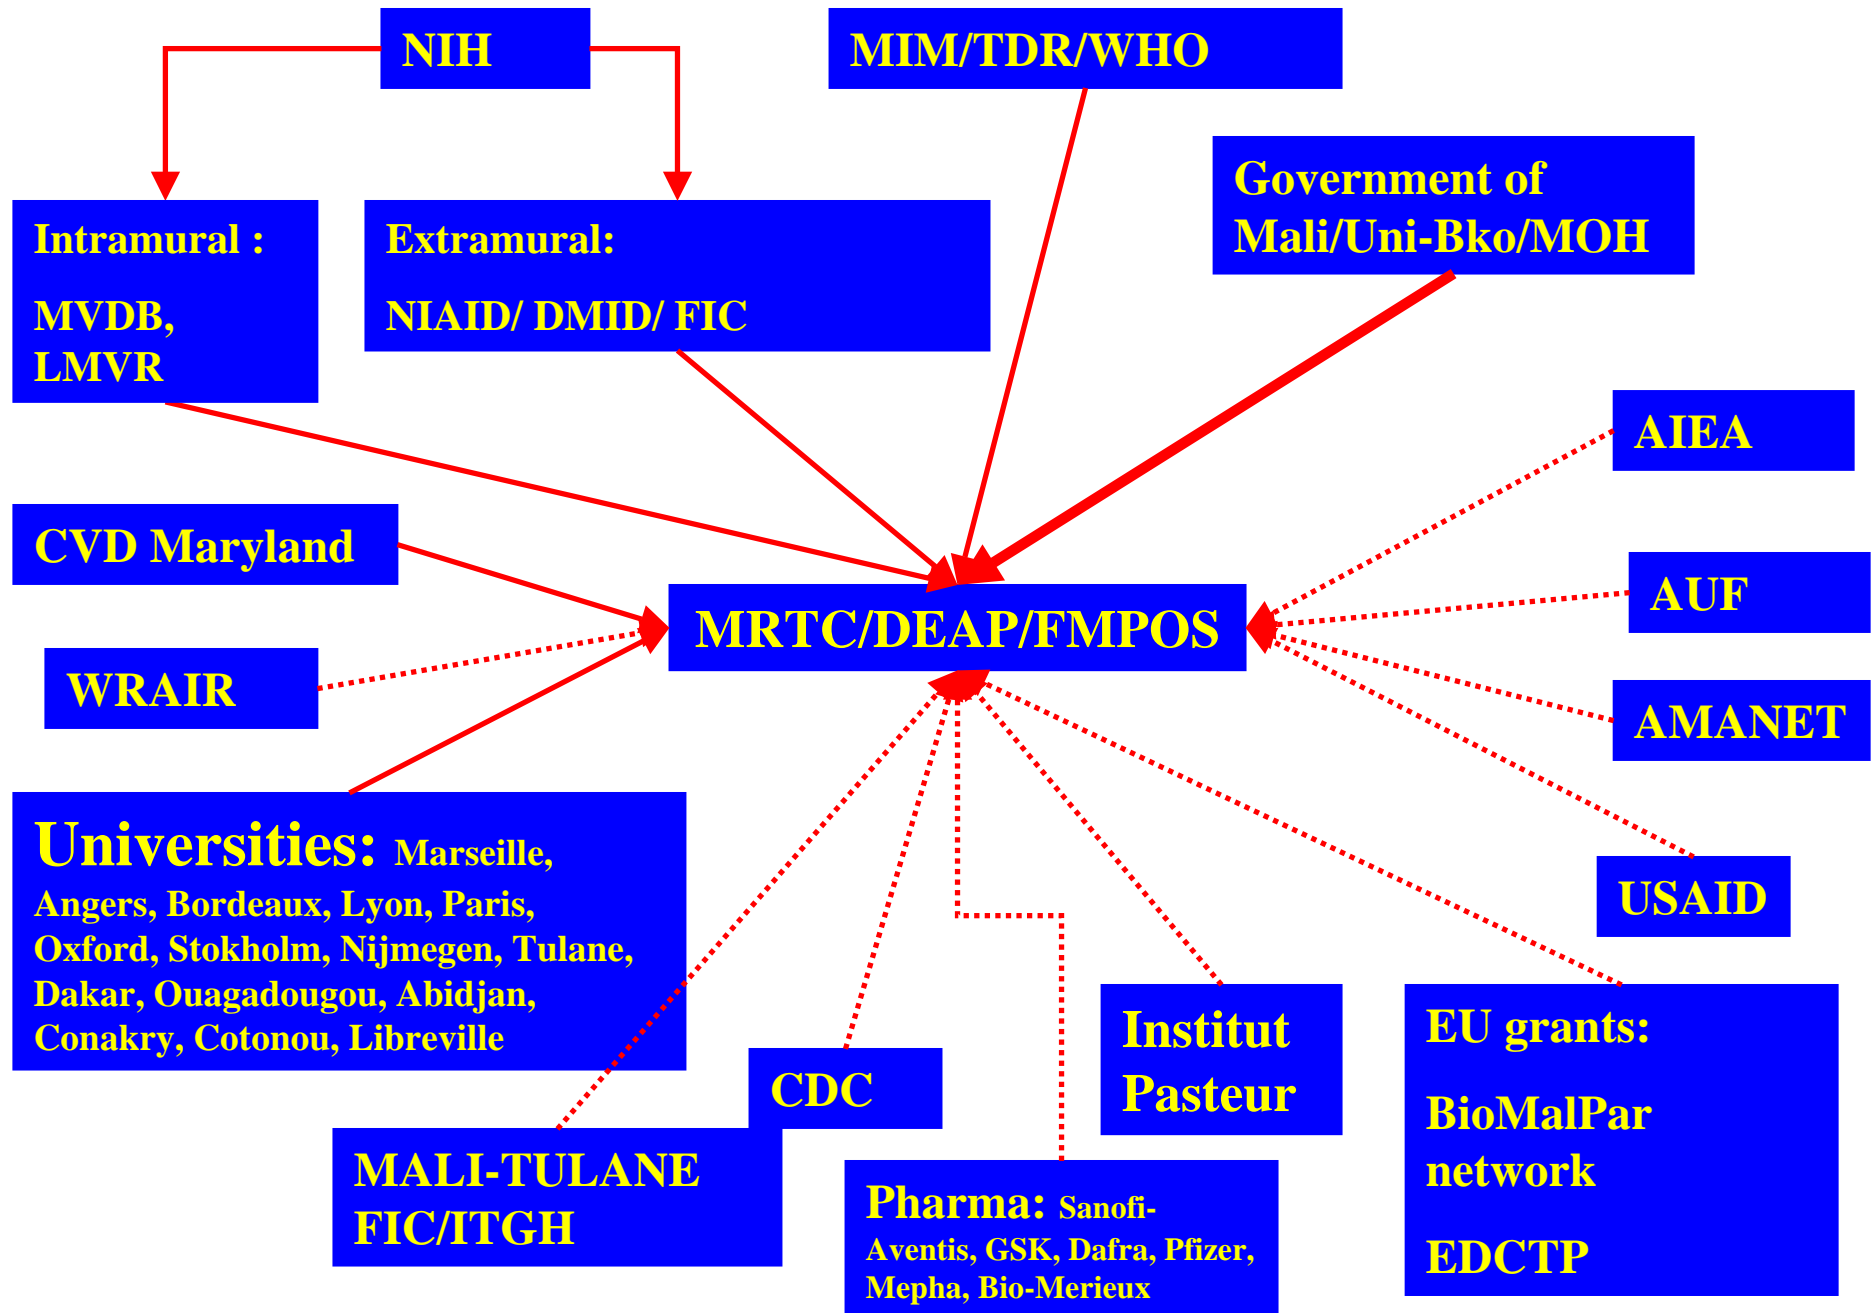 NIH
MIM/TDR/WHO
Government of
Mali/Uni-Bko/MOH
Intramural :
MVDB,
LMVR
Extramural:
NIAID/ DMID/ FIC
AIEA
CVD Maryland
AUF
MRTC/DEAP/FMPOS
WRAIR
AMANET
Universities: Marseille,
Angers, Bordeaux, Lyon, Paris,
Oxford, Stokholm, Nijmegen, Tulane,
Dakar, Ouagadougou, Abidjan,
Conakry, Cotonou, Libreville
USAID
CDC
Institut
Pasteur
EU grants:
BioMalPar
network
EDCTP
MALI-TULANE
FIC/ITGH
Pharma: Sanofi-
Aventis, GSK, Dafra, Pfizer,
Mepha, Bio-Merieux